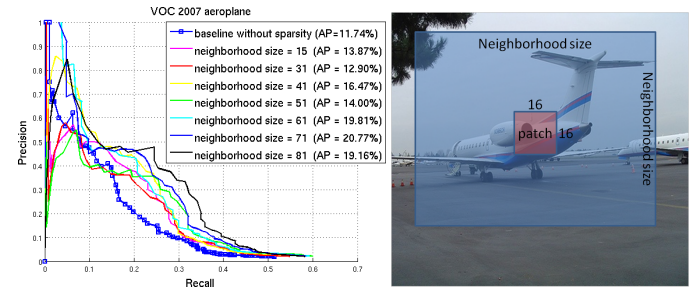 VOC 2007 aeroplane
baseline without sparsity (AP=11.74%)
neighborhood size = 15 (AP = 13.87%)
neighborhood size = 31 (AP = 12.90%)
neighborhood size = 41 (AP = 16.47%)
neighborhood size = 51 (AP = 14.00%)
neighborhood size = 61 (AP = 19.81%)
neighborhood size = 71 (AP = 20.77%)
neighborhood size = 81 (AP = 19.16%)
Precision
1
0.9
0.8
0.7
0.6
0.5
0.4
0.3
0.2
0.1
0
0 0.1 0.2 0.3 0.4 0.5 0.6 0.7
Recall
Neighborhood size
Neighborhood size
16
patch 16